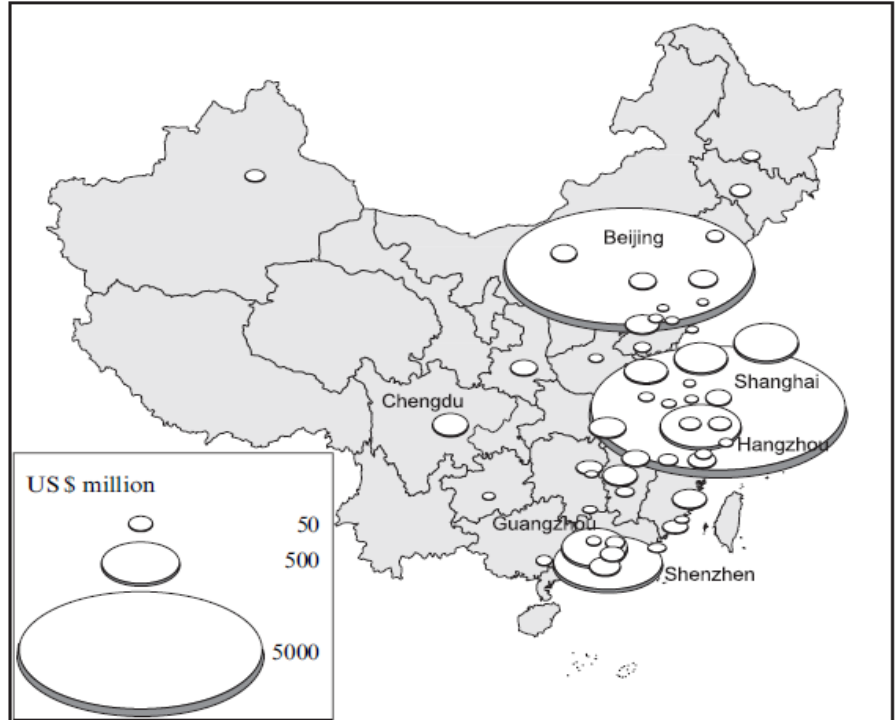 Beijing
Shanghai
Chengdu
Hangzhou
US $ million
50
Guangzhou
500
Shenzhen
5000